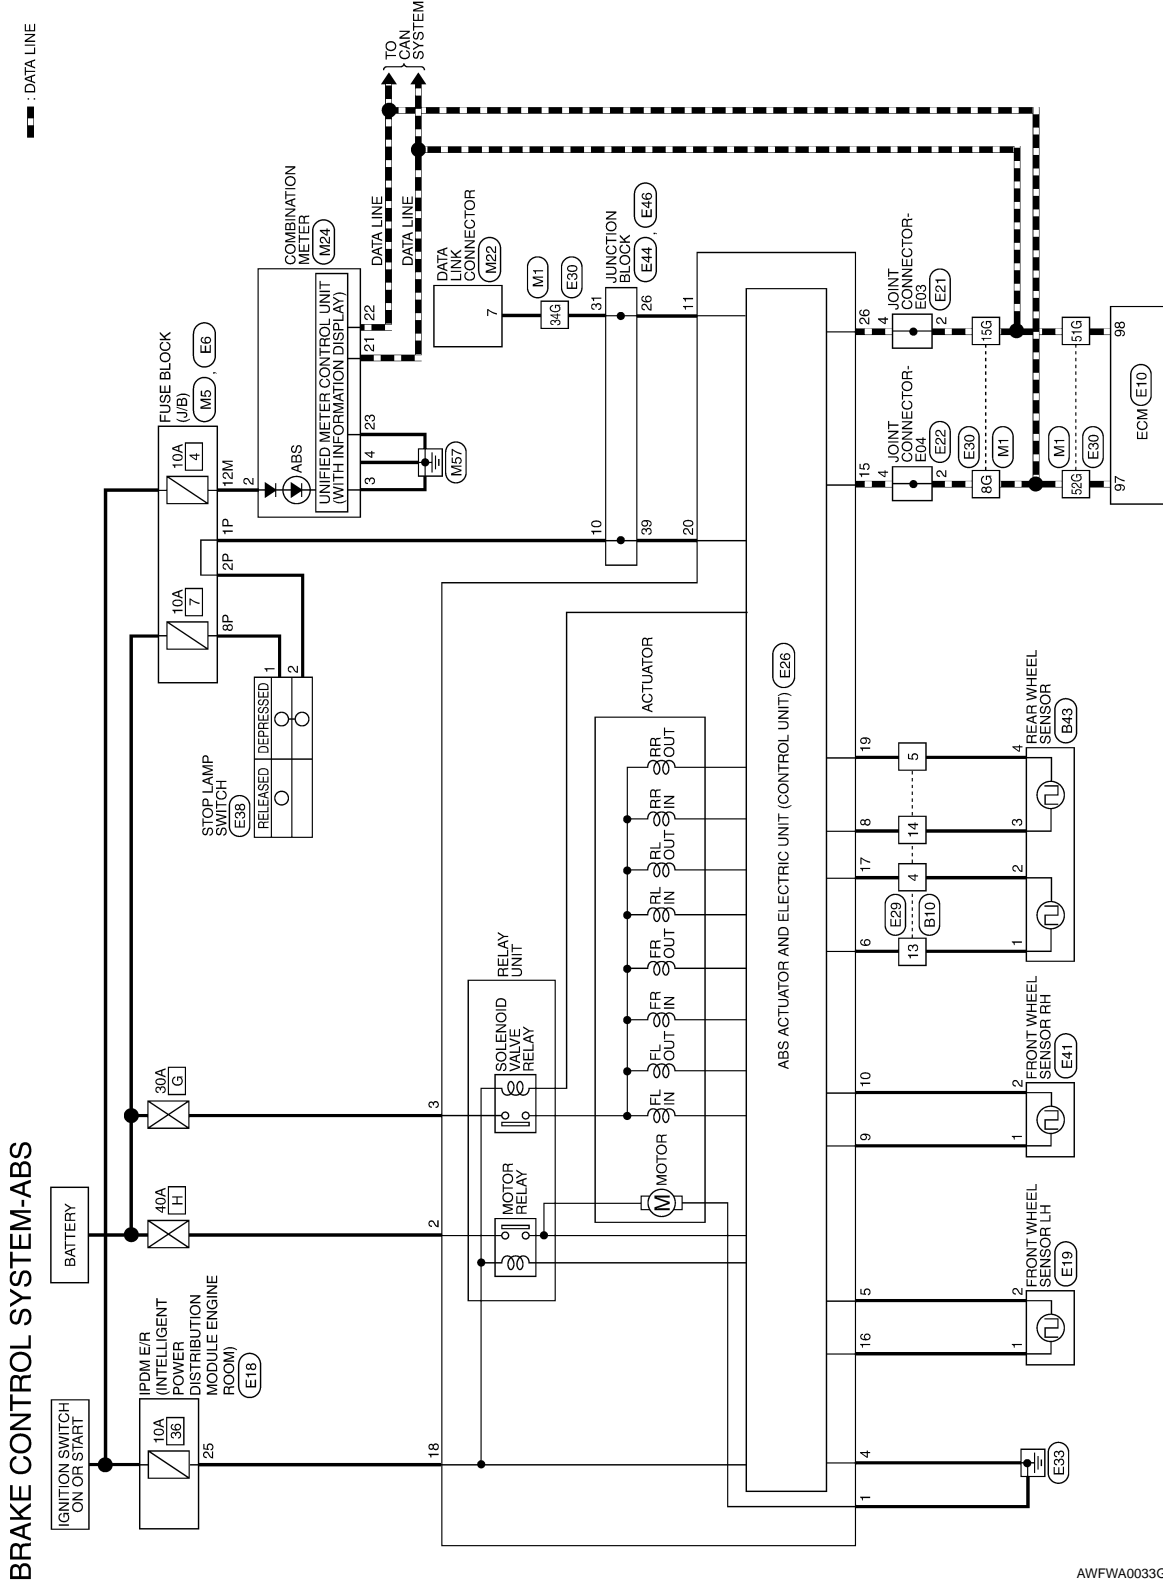 BRAKE CONTROL SYSTEM-ABS
: DATA LINE
IGNITION SWITCH
ON OR START
BATTERY
IPDM E/R
(INTELLIGENT
POWER
DISTRIBUTION
MODULE ENGINE
ROOM)
E18
10A
36
25
40A
H
30A
G
STOP LAMP
SWITCH
E38
RELEASED
DEPRESSED
1
2
FUSE BLOCK
(J/B)
M5 , E6
10A
7
10A
4
8P
2P
1P
12M
COMBINATION
METER
M24
2
ABS
UNIFIED METER CONTROL UNIT
(WITH INFORMATION DISPLAY)
3
4
23
21
22
M57
DATA LINE
DATA LINE
TO
CAN
SYSTEM
DATA
LINK
CONNECTOR
M22
7
34G
M1
E30
JUNCTION
BLOCK
E44 , E46
10
31
39
26
18
2
3
20
11
RELAY
UNIT
MOTOR
RELAY
SOLENOID
VALVE
RELAY
ACTUATOR
MOTOR
M
FL
IN
FL
OUT
FR
IN
FR
OUT
RL
IN
RL
OUT
RR
IN
RR
OUT
ABS ACTUATOR AND ELECTRIC UNIT (CONTROL UNIT)
E26
1
4
16
5
9
10
6
17
8
19
15
26
E33
1
2
FRONT WHEEL
SENSOR LH
E19
1
2
FRONT WHEEL
SENSOR RH
E41
13
4
14
5
E29
B10
1
2
3
4
REAR WHEEL
SENSOR
B43
4
2
JOINT
CONNECTOR-
E04
E22
4
2
JOINT
CONNECTOR-
E03
E21
8G
15G
E30
M1
52G
51G
M1
E30
97
98
ECM
E10
AWFWA0033G